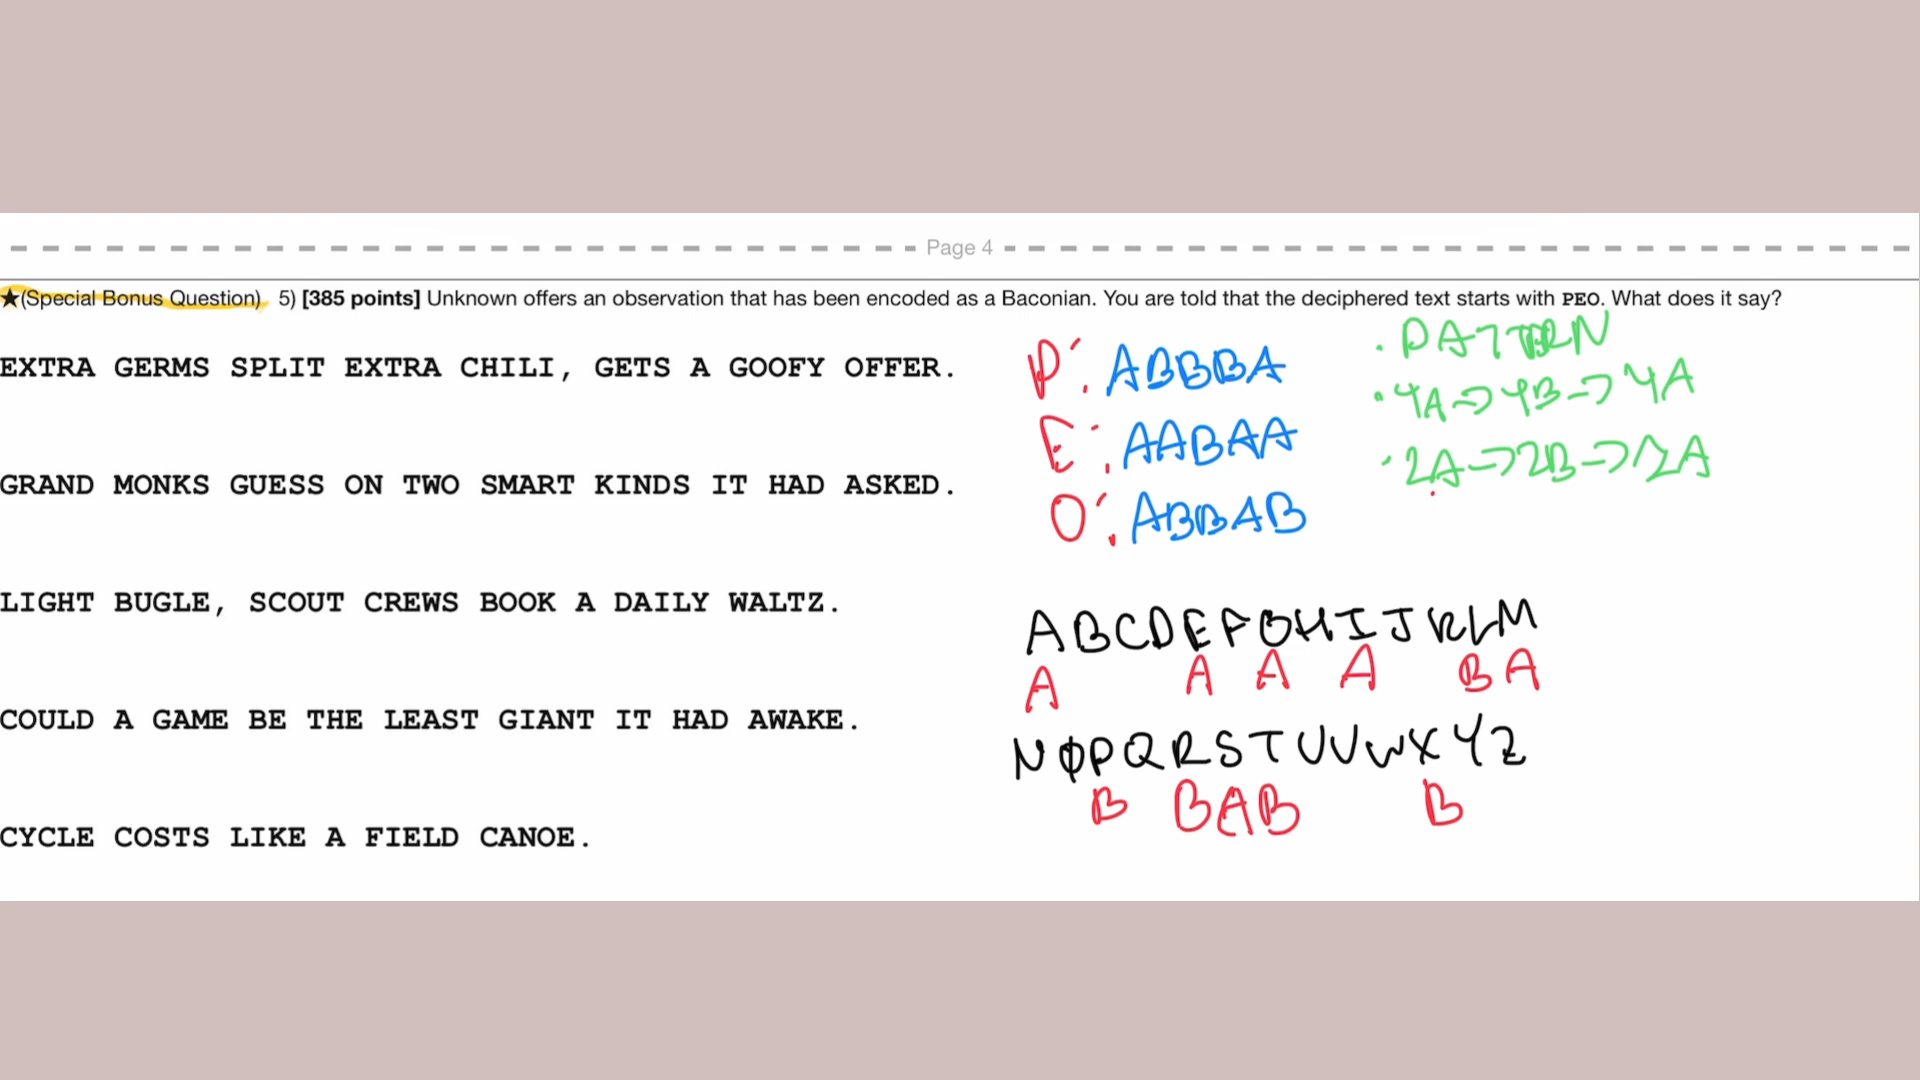 Page 4
★(Special Bonus Question) 5) [385 points] Unknown offers an observation that has been encoded as a Baconian. You are told that the deciphered text starts with PEO. What does it say?
EXTRA GERMS SPLIT EXTRA CHILI, GETS A GOOFY OFFER.
GRAND MONKS GUESS ON TWO SMART KINDS IT HAD ASKED.
LIGHT BUGLE, SCOUT CREWS BOOK A DAILY WALTZ.
COULD A GAME BE THE LEAST GIANT IT HAD AWAKE.
CYCLE COSTS LIKE A FIELD CANOE.
P: ABBBA
E: AABAA
O: ABBAB
· PATTERN
· 4A→4B→4A
· 2A→2B→2A
A B C D E F G H I J K L M
A A A A B A
N O P Q R S T U V W X Y Z
B B A B B